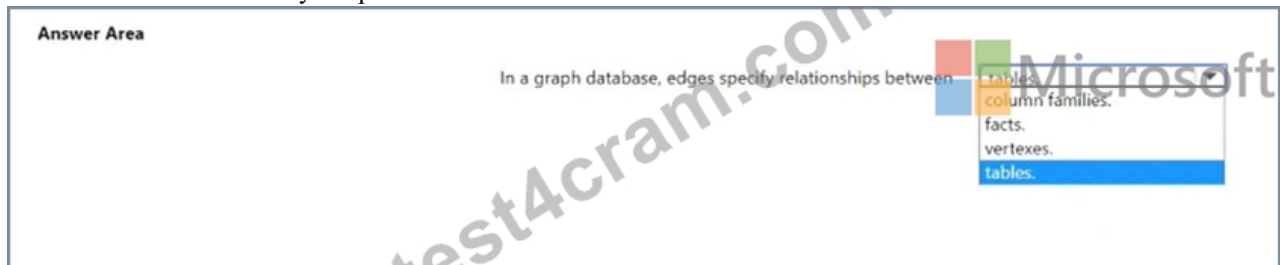 Answer Area
In a graph database, edges specify relationships between tables.
column families.
facts.
vertexes.
tables.
Microsoft
test4cram.com